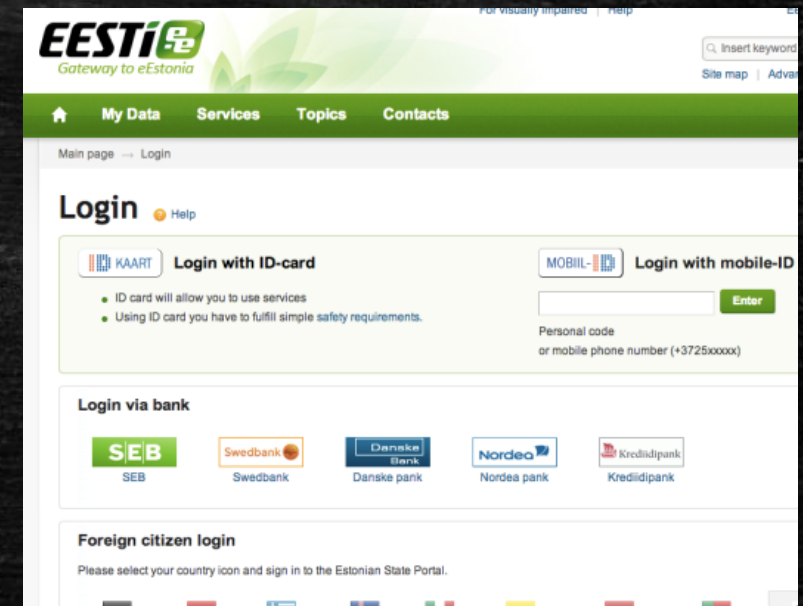 For visually impaired | Help
EESTi.ee
Gateway to eEstonia
Insert keyword
Site map |
My Data Services Topics Contacts
Main page → Login
Login Help
ID KAART Login with ID-card
ID card will allow you to use services
Using ID card you have to fulfill simple safety requirements.
MOBIIL-ID Login with mobile-ID
Enter
Personal code
or mobile phone number (+3725xxxxx)
Login via bank
SEB Swedbank Danske Bank Nordea Krediidipank
SEB Swedbank Danske pank Nordea pank Krediidipank
Foreign citizen login
Please select your country icon and sign in to the Estonian State Portal.